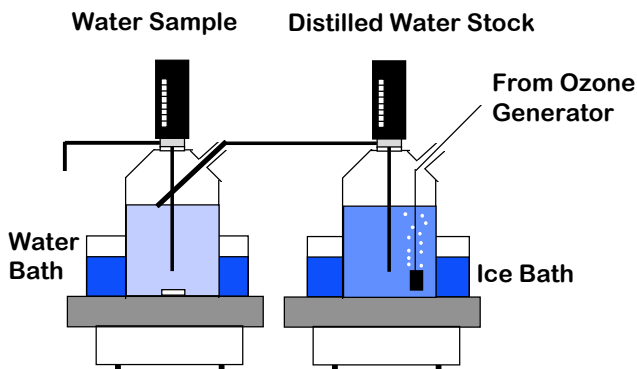 Water Sample
Distilled Water Stock
From Ozone
Generator
Water
Bath
Ice Bath